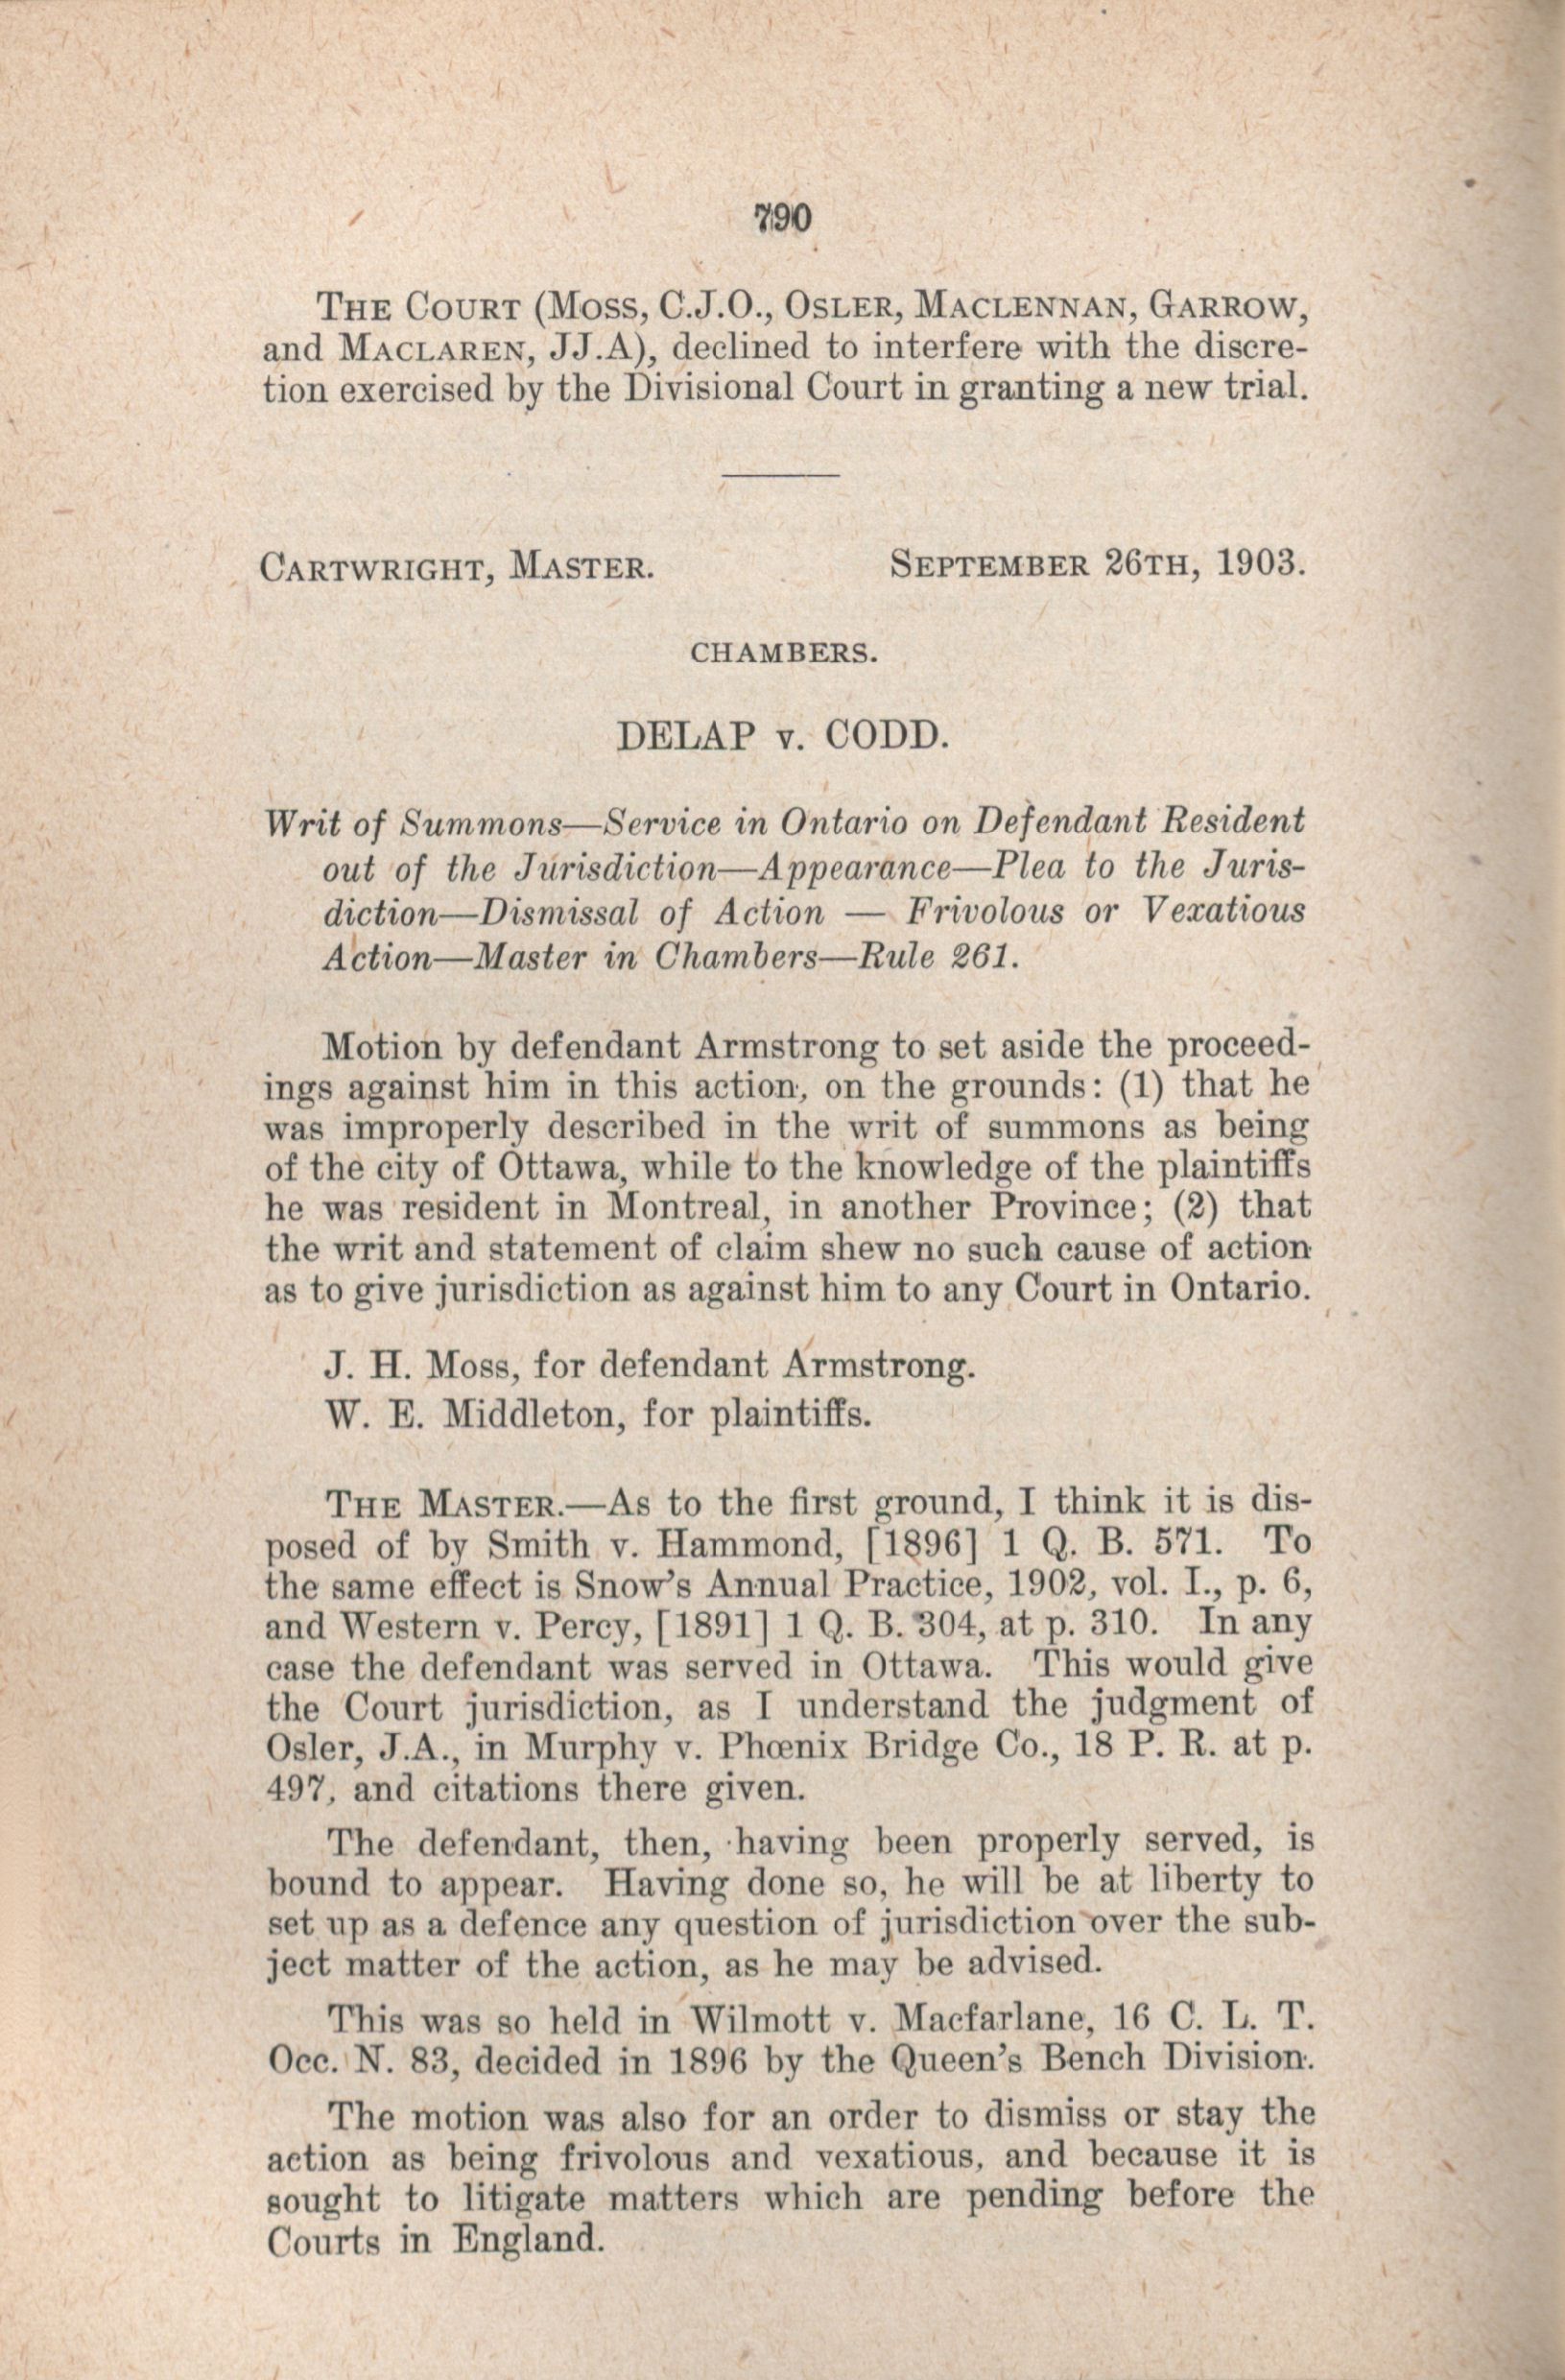 790
THE COURT (MOSS, C.J.O., OSLER, MACLENNAN, GARROW,
and MACLAREN, JJ.A), declined to interfere with the discre-
tion exercised by the Divisional Court in granting a new trial.
CARTWRIGHT, MASTER. SEPTEMBER 26TH, 1903.
CHAMBERS.
DELAP v. CODD.
Writ of Summons—Service in Ontario on Defendant Resident
out of the Jurisdiction—Appearance—Plea to the Juris-
diction—Dismissal of Action — Frivolous or Vexatious
Action—Master in Chambers—Rule 261.
Motion by defendant Armstrong to set aside the proceed-
ings against him in this action, on the grounds: (1) that he
was improperly described in the writ of summons as being
of the city of Ottawa, while to the knowledge of the plaintiffs
he was resident in Montreal, in another Province; (2) that
the writ and statement of claim shew no such cause of action
as to give jurisdiction as against him to any Court in Ontario.
J. H. Moss, for defendant Armstrong.
W. E. Middleton, for plaintiffs.
THE MASTER.—As to the first ground, I think it is dis-
posed of by Smith v. Hammond, [1896] 1 Q. B. 571. To
the same effect is Snow's Annual Practice, 1902, vol. I., p. 6,
and Western v. Percy, [1891] 1 Q. B. 304, at p. 310. In any
case the defendant was served in Ottawa. This would give
the Court jurisdiction, as I understand the judgment of
Osler, J.A., in Murphy v. Phœnix Bridge Co., 18 P. R. at p.
497, and citations there given.
The defendant, then, having been properly served, is
bound to appear. Having done so, he will be at liberty to
set up as a defence any question of jurisdiction over the sub-
ject matter of the action, as he may be advised.
This was so held in Wilmott v. Macfarlane, 16 C. L. T.
Occ. N. 83, decided in 1896 by the Queen's Bench Division.
The motion was also for an order to dismiss or stay the
action as being frivolous and vexatious, and because it is
sought to litigate matters which are pending before the
Courts in England.